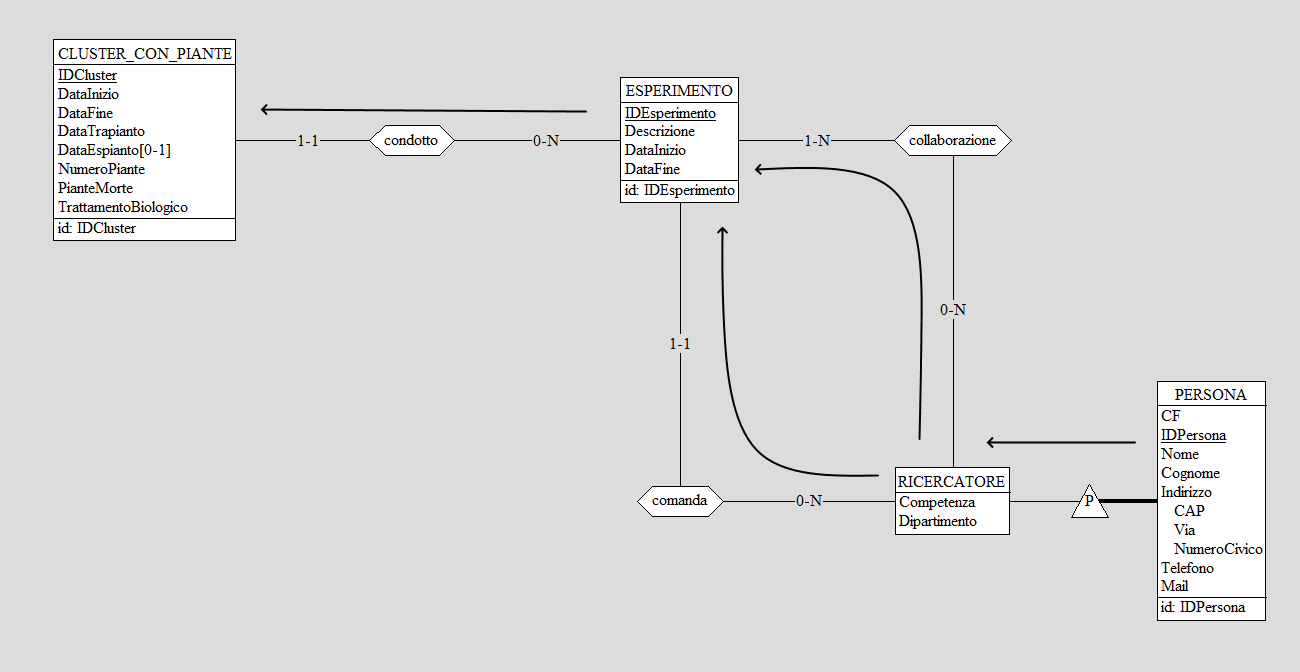 CLUSTER_CON_PIANTE
IDCluster
DataInizio
DataFine
DataTrapianto
DataEspianto[0-1]
NumeroPiante
PianteMorte
TrattamentoBiologico
id: IDCluster
1-1
condotto
0-N
ESPERIMENTO
IDEsperimento
Descrizione
DataInizio
DataFine
id: IDEsperimento
1-N
collaborazione
0-N
1-1
comanda
0-N
RICERCATORE
Competenza
Dipartimento
P
PERSONA
CF
IDPersona
Nome
Cognome
Indirizzo
CAP
Via
NumeroCivico
Telefono
Mail
id: IDPersona